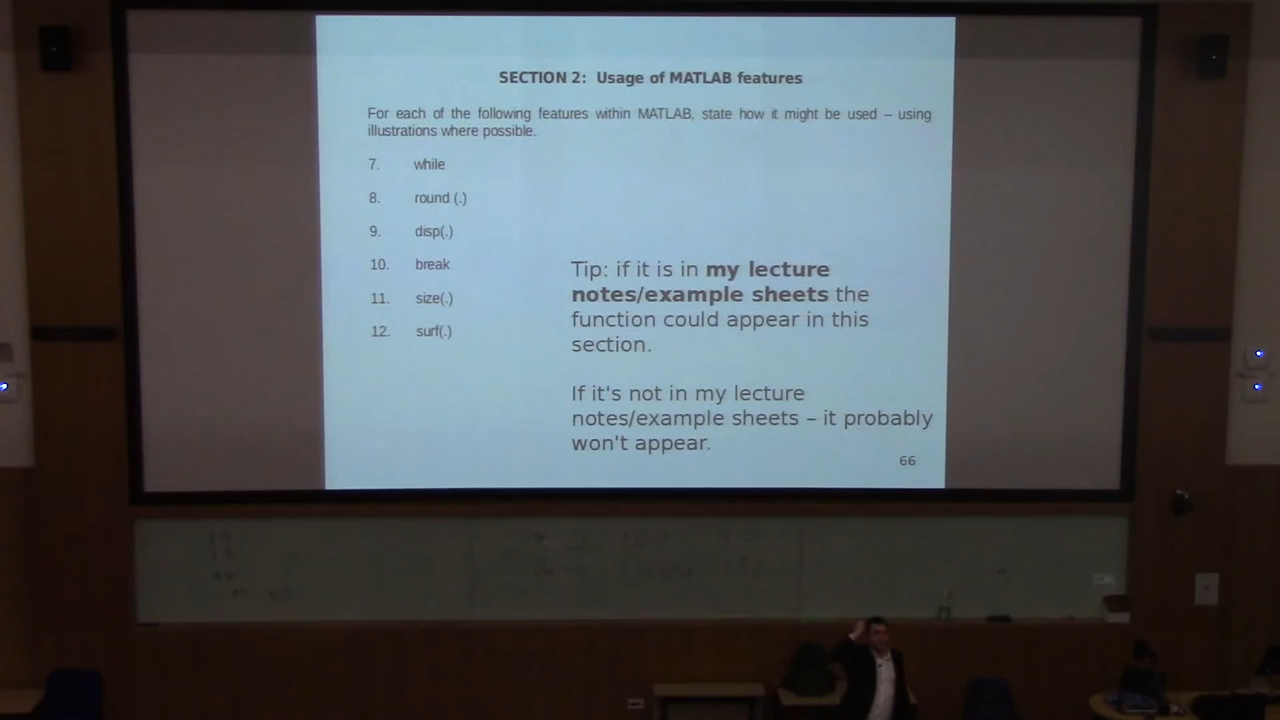 SECTION 2: Usage of MATLAB features
For each of the following features within MATLAB, state how it might be used – using
illustrations where possible.
7. while
8. round (.)
9. disp(.)
10. break
11. size(.)
12. surf(.)
Tip: if it is in my lecture
notes/example sheets the
function could appear in this
section.
If it's not in my lecture
notes/example sheets – it probably
won't appear.
66